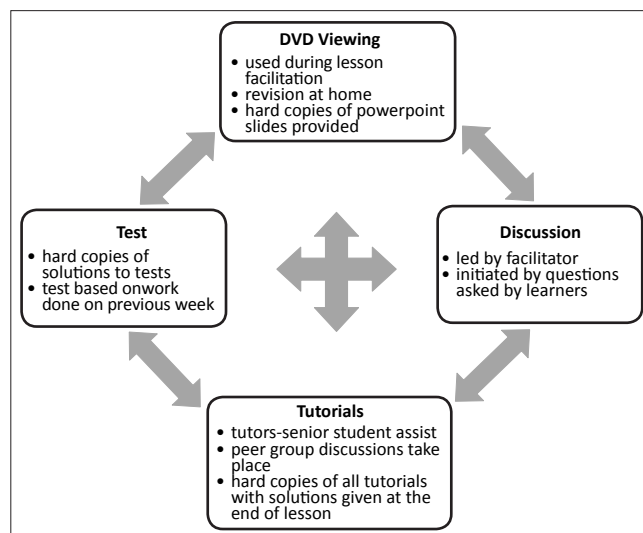 DVD Viewing
• used during lesson
facilitation
• revision at home
• hard copies of powerpoint
slides provided
Test
• hard copies of
solutions to tests
• test based onwork
done on previous week
Discussion
• led by facilitator
• initiated by questions
asked by learners
Tutorials
• tutors-senior student assist
• peer group discussions take
place
• hard copies of all tutorials
with solutions given at the
end of lesson